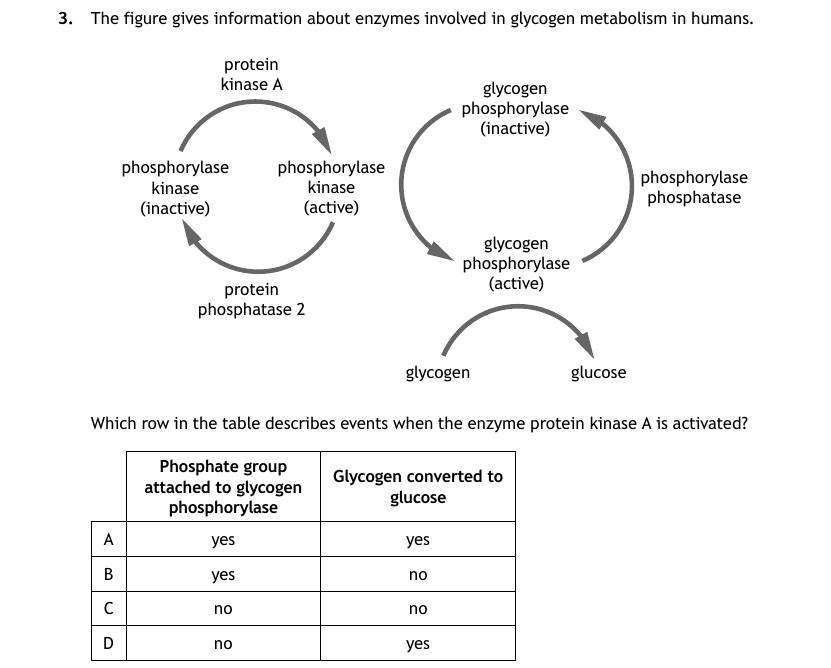 3. The figure gives information about enzymes involved in glycogen metabolism in humans.
protein
kinase A
phosphorylase
kinase
(inactive)
phosphorylase
kinase
(active)
protein
phosphatase 2
glycogen
phosphorylase
(inactive)
phosphorylase
phosphatase
glycogen
phosphorylase
(active)
glycogen
glucose
Which row in the table describes events when the enzyme protein kinase A is activated?
Phosphate group
attached to glycogen
phosphorylase
Glycogen converted to
glucose
A yes yes
B yes no
C no no
D no yes